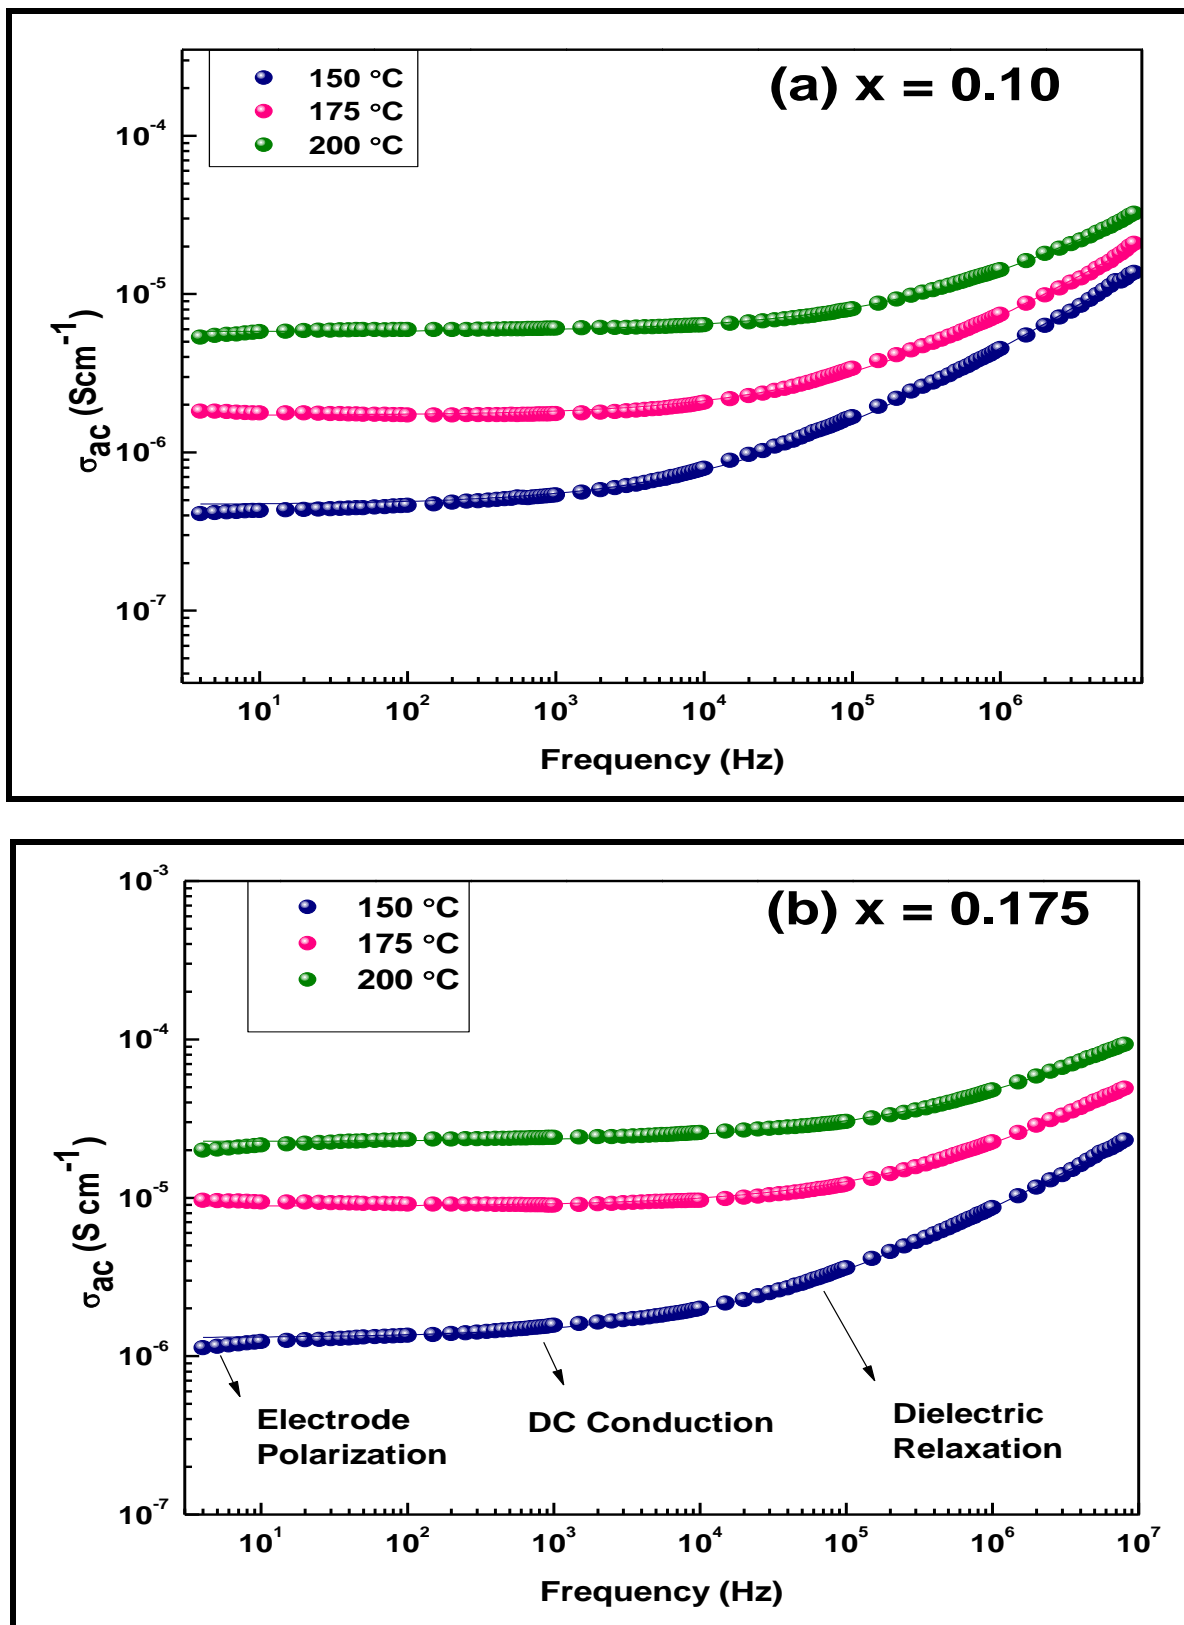 (a) x = 0.10
150 °C
175 °C
200 °C
10⁻⁴
10⁻⁵
10⁻⁶
10⁻⁷
σac (Scm⁻¹)
10¹ 10² 10³ 10⁴ 10⁵ 10⁶
Frequency (Hz)
(b) x = 0.175
150 °C
175 °C
200 °C
10⁻³
10⁻⁴
10⁻⁵
10⁻⁶
10⁻⁷
σac (S cm⁻¹)
Electrode
Polarization
DC Conduction
Dielectric
Relaxation
10¹ 10² 10³ 10⁴ 10⁵ 10⁶ 10⁷
Frequency (Hz)